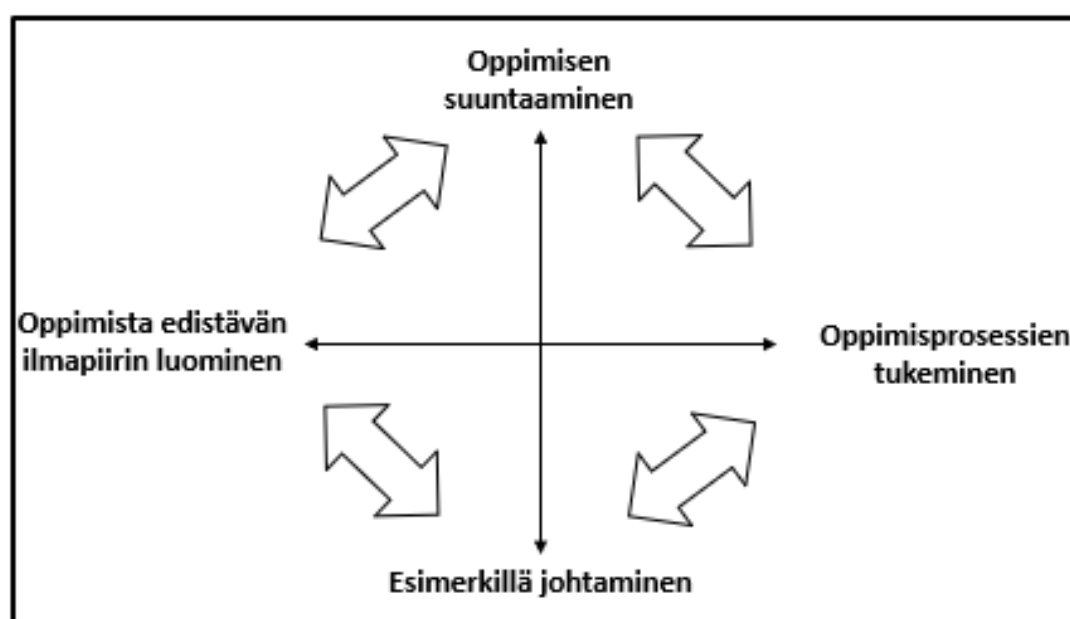 Oppimisen
suuntaaminen
Oppimista edistävän
ilmapiirin luominen
Oppimisprosessien
tukeminen
Esimerkillä johtaminen